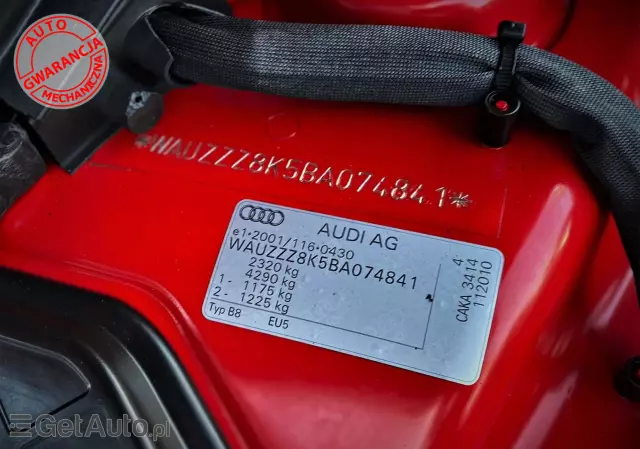 AUTO
GWARANCJA
MECHANICZNA
*WAUZZZ8K5BA074841*
AUDI AG
e1*2001/116*0430
WAUZZZ8K5BA074841
2320 kg
4290 kg
1- 1175 kg
2- 1225 kg
Typ B8 EU5
4
CAKA 3414
112010
GetAuto.pl